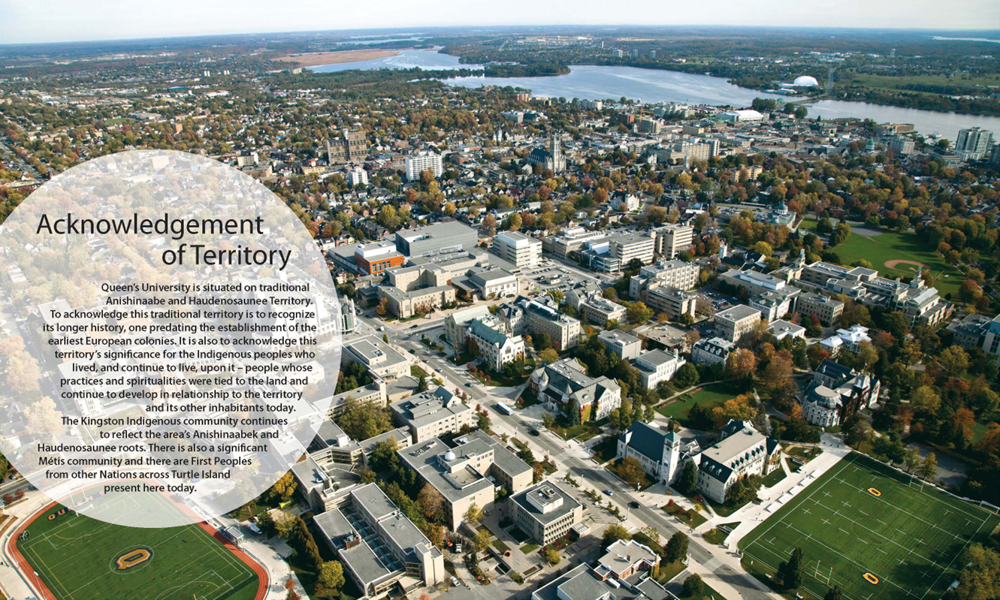 Acknowledgement
of Territory
Queen's University is situated on traditional
Anishinaabe and Haudenosaunee Territory.
To acknowledge this traditional territory is to recognize
its longer history, one predating the establishment of the
earliest European colonies. It is also to acknowledge this
territory's significance for the Indigenous peoples who
lived, and continue to live, upon it – people whose
practices and spiritualities were tied to the land and
continue to develop in relationship to the territory
and its other inhabitants today.
The Kingston Indigenous community continues
to reflect the area's Anishinaabek and
Haudenosaunee roots. There is also a significant
Métis community and there are First Peoples
from other Nations across Turtle Island
present here today.